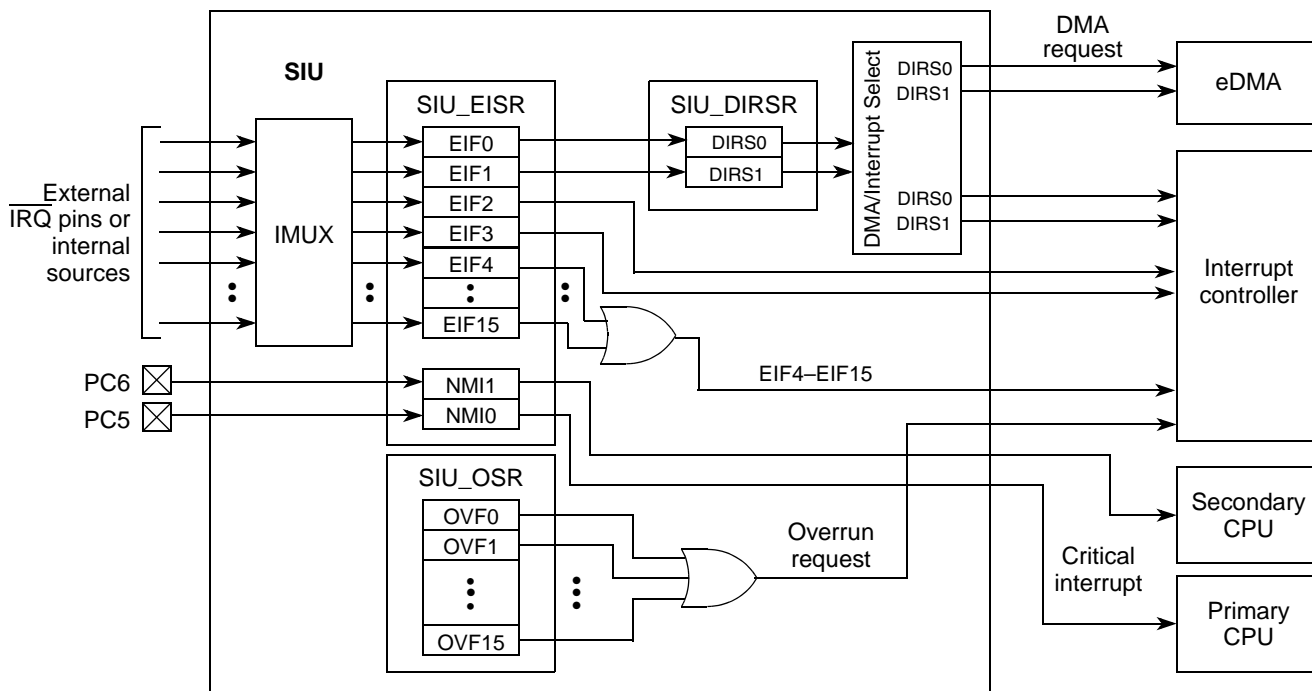 SIU
External
IRQ pins or
internal
sources
IMUX
PC6
PC5
SIU_EISR
EIF0
EIF1
EIF2
EIF3
EIF4
EIF15
NMI1
NMI0
SIU_OSR
OVF0
OVF1
OVF15
SIU_DIRSR
DIRS0
DIRS1
DMA/Interrupt Select
DIRS0
DIRS1
DIRS0
DIRS1
EIF4–EIF15
Overrun
request
DMA
request
Critical
interrupt
eDMA
Interrupt
controller
Secondary
CPU
Primary
CPU